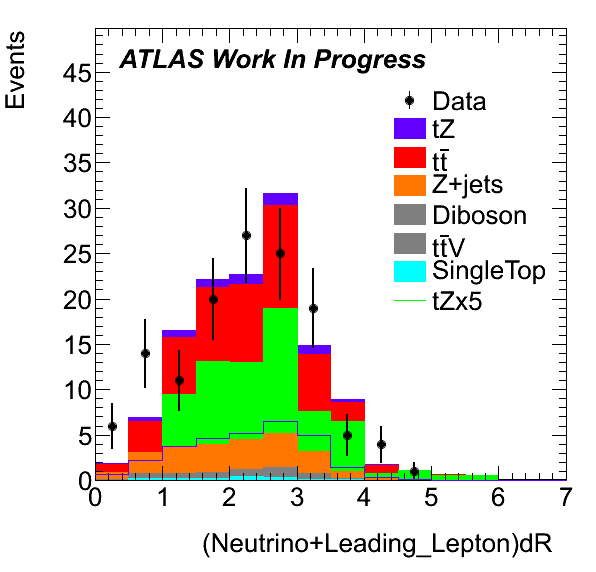 Events
ATLAS Work In Progress
45
40
35
30
25
20
15
10
5
0
Data
tZ
tt̄
Z+jets
Diboson
tt̄V
SingleTop
tZx5
0 1 2 3 4 5 6 7
(Neutrino+Leading_Lepton)dR